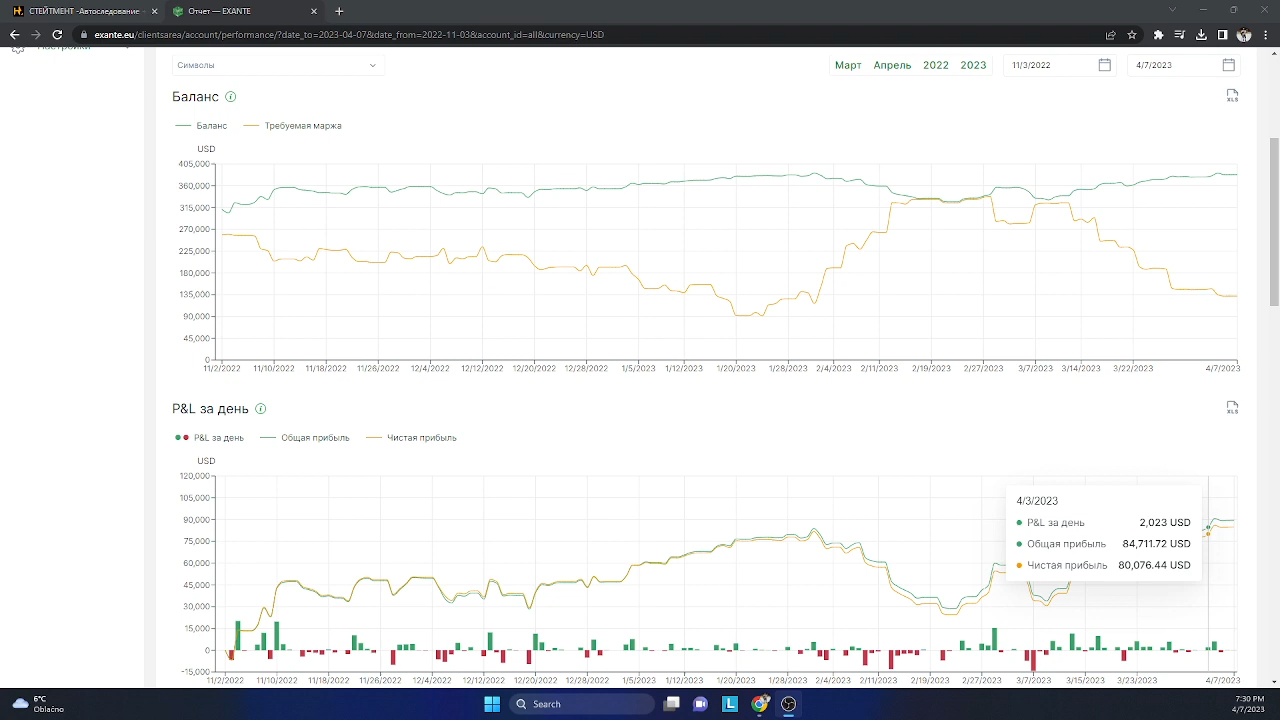 СТЕЙТМЕНТ - Автоследование -
Отчет — EXANTE
exante.eu/clientsarea/account/performance/?date_to=2023-04-07&date_from=2022-11-03&account_id=all&currency=USD
Настройки
Символы
Март Апрель 2022 2023 11/3/2022 4/7/2023
Баланс
XLS
Баланс Требуемая маржа
USD
405,000
360,000
315,000
270,000
225,000
180,000
135,000
90,000
45,000
0
11/2/2022 11/10/2022 11/18/2022 11/26/2022 12/4/2022 12/12/2022 12/20/2022 12/28/2022 1/5/2023 1/12/2023 1/20/2023 1/28/2023 2/4/2023 2/11/2023 2/19/2023 2/27/2023 3/7/2023 3/14/2023 3/22/2023 4/7/2023
P&L за день
XLS
P&L за день Общая прибыль Чистая прибыль
USD
120,000
105,000
90,000
75,000
60,000
45,000
30,000
15,000
0
-15,000
4/3/2023
P&L за день 2,023 USD
Общая прибыль 84,711.72 USD
Чистая прибыль 80,076.44 USD
11/2/2022 11/10/2022 11/18/2022 11/26/2022 12/4/2022 12/12/2022 12/20/2022 12/28/2022 1/5/2023 1/12/2023 1/20/2023 1/28/2023 2/4/2023 2/11/2023 2/19/2023 2/27/2023 3/7/2023 3/15/2023 3/23/2023 4/7/2023
6°C
Oblačno
Search
L
7:30 PM
4/7/2023